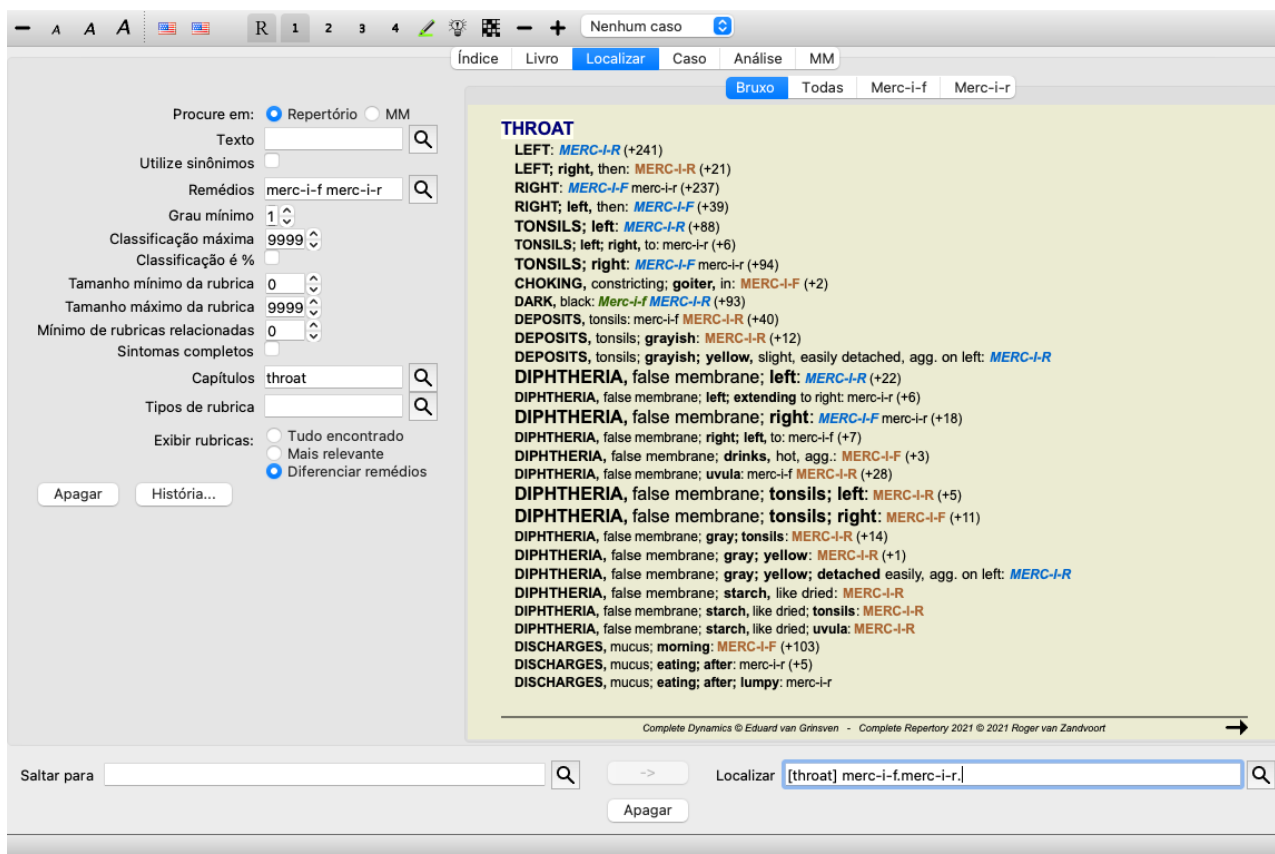 A A A R 1 2 3 4 Nenhum caso
Índice Livro Localizar Caso Análise MM
Bruxo Todas Merc-i-f Merc-i-r
Procure em: Repertório MM
Texto
Utilize sinônimos
Remédios merc-i-f merc-i-r
Grau mínimo 1
Classificação máxima 9999
Classificação é %
Tamanho mínimo da rubrica 0
Tamanho máximo da rubrica 9999
Mínimo de rubricas relacionadas 0
Sintomas completos
Capítulos throat
Tipos de rubrica
Exibir rubricas: Tudo encontrado
Mais relevante
Diferenciar remédios
Apagar História...
THROAT
LEFT: MERC-I-R (+241)
LEFT; right, then: MERC-I-R (+21)
RIGHT: MERC-I-F merc-i-r (+237)
RIGHT; left, then: MERC-I-F (+39)
TONSILS; left: MERC-I-R (+88)
TONSILS; left; right, to: merc-i-r (+6)
TONSILS; right: MERC-I-F merc-i-r (+94)
CHOKING, constricting; goiter, in: MERC-I-F (+2)
DARK, black: Merc-i-f MERC-I-R (+93)
DEPOSITS, tonsils: merc-i-f MERC-I-R (+40)
DEPOSITS, tonsils; grayish: MERC-I-R (+12)
DEPOSITS, tonsils; grayish; yellow, slight, easily detached, agg. on left: MERC-I-R
DIPHTHERIA, false membrane; left: MERC-I-R (+22)
DIPHTHERIA, false membrane; left; extending to right: merc-i-r (+6)
DIPHTHERIA, false membrane; right: MERC-I-F merc-i-r (+18)
DIPHTHERIA, false membrane; right; left, to: merc-i-f (+7)
DIPHTHERIA, false membrane; drinks, hot, agg.: MERC-I-F (+3)
DIPHTHERIA, false membrane; uvula: merc-i-f MERC-I-R (+28)
DIPHTHERIA, false membrane; tonsils; left: MERC-I-R (+5)
DIPHTHERIA, false membrane; tonsils; right: MERC-I-F (+11)
DIPHTHERIA, false membrane; gray; tonsils: MERC-I-R (+14)
DIPHTHERIA, false membrane; gray; yellow: MERC-I-R (+1)
DIPHTHERIA, false membrane; gray; yellow; detached easily, agg. on left: MERC-I-R
DIPHTHERIA, false membrane; starch, like dried: MERC-I-R
DIPHTHERIA, false membrane; starch, like dried; tonsils: MERC-I-R
DIPHTHERIA, false membrane; starch, like dried; uvula: MERC-I-R
DISCHARGES, mucus; morning: MERC-I-F (+103)
DISCHARGES, mucus; eating; after: merc-i-r (+5)
DISCHARGES, mucus; eating; after; lumpy: merc-i-r
Complete Dynamics © Eduard van Grinsven - Complete Repertory 2021 © 2021 Roger van Zandvoort
Saltar para -> Localizar [throat] merc-i-f.merc-i-r.
Apagar